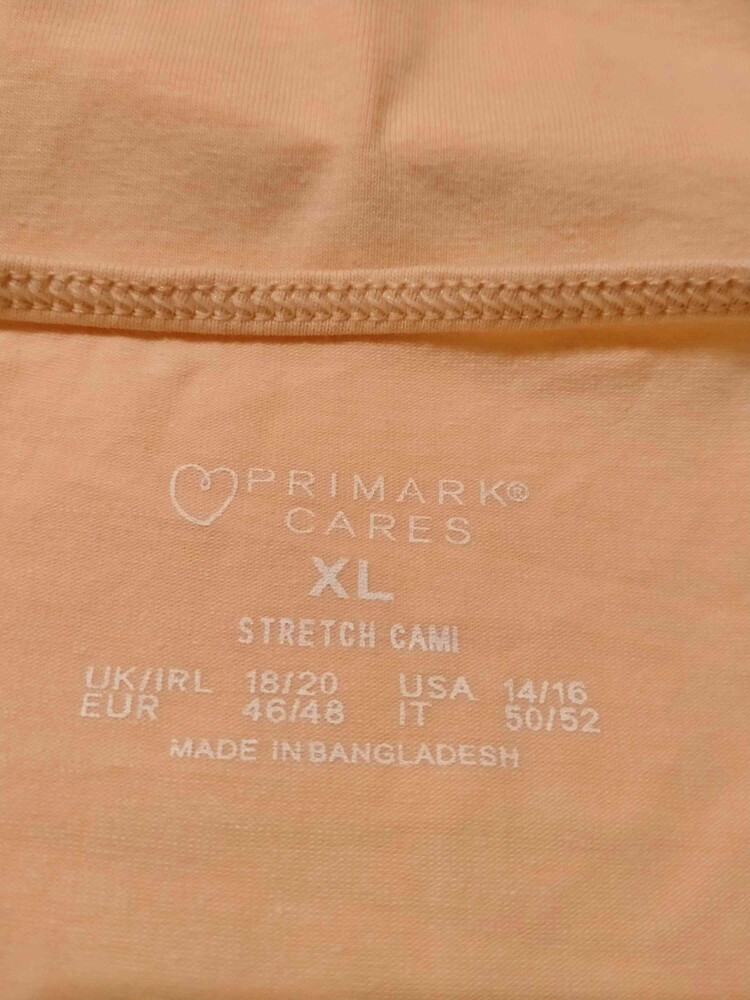 PRIMARK®
CARES
XL
STRETCH CAMI
UK/IRL 18/20 USA 14/16
EUR 46/48 IT 50/52
MADE IN BANGLADESH